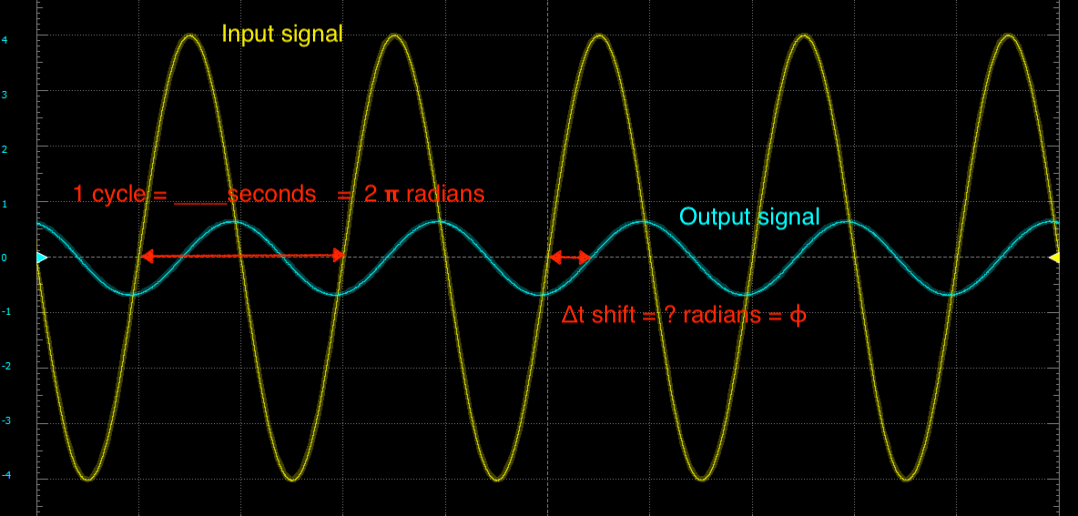 Input signal
4
3
2
1 cycle = ____seconds = 2 π radians
1
Output signal
0
-1
Δt shift = ? radians = ϕ
-2
-3
-4